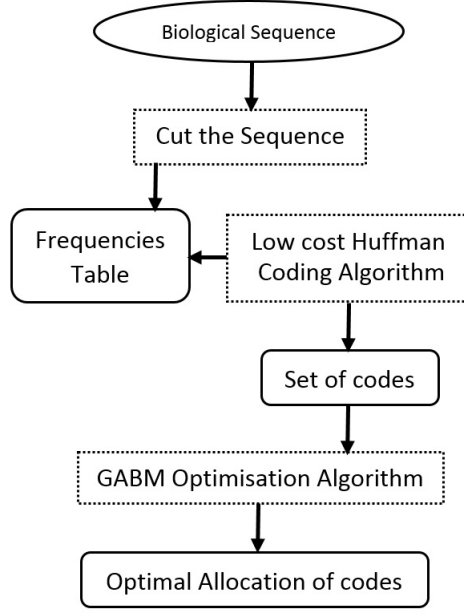 Biological Sequence
Cut the Sequence
Frequencies
Table
Low cost Huffman
Coding Algorithm
Set of codes
GABM Optimisation Algorithm
Optimal Allocation of codes